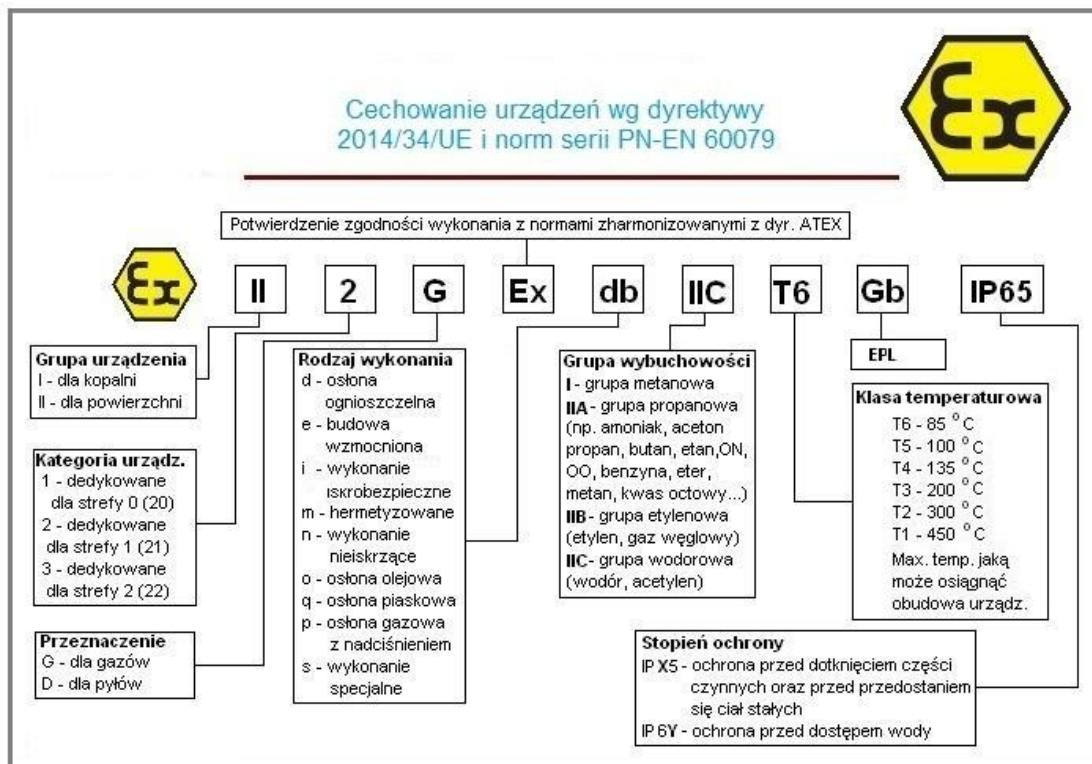 Ex
Cechowanie urządzeń wg dyrektywy
2014/34/UE i norm serii PN-EN 60079
Potwierdzenie zgodności wykonania z normami zharmonizowanymi z dyr. ATEX
Ex II 2 G Ex db IIC T6 Gb IP65
Grupa urządzenia
I - dla kopalni
II - dla powierzchni
Kategoria urządz.
1 - dedykowane
dla strefy 0 (20)
2 - dedykowane
dla strefy 1 (21)
3 - dedykowane
dla strefy 2 (22)
Przeznaczenie
G - dla gazów
D - dla pyłów
Rodzaj wykonania
d - osłona
ognioszczelna
e - budowa
wzmocniona
i - wykonanie
iskrobezpieczne
m - hermetyzowane
n - wykonanie
nieiskrzące
o - osłona olejowa
q - osłona piaskowa
p - osłona gazowa
z nadciśnieniem
s - wykonanie
specjalne
Grupa wybuchowości
I - grupa metanowa
IIA - grupa propanowa
(np. amoniak, aceton
propan, butan, etan,ON,
OO, benzyna, eter,
metan, kwas octowy...)
IIB - grupa etylenowa
(etylen, gaz węglowy)
IIC - grupa wodorowa
(wodór, acetylen)
EPL
Klasa temperaturowa
T6 - 85 °C
T5 - 100 °C
T4 - 135 °C
T3 - 200 °C
T2 - 300 °C
T1 - 450 °C
Max. temp. jaką
może osiągnąć
obudowa urządz.
Stopień ochrony
IP X5 - ochrona przed dotknięciem części
czynnych oraz przed przedostaniem
się ciał stałych
IP 6Y - ochrona przed dostępem wody